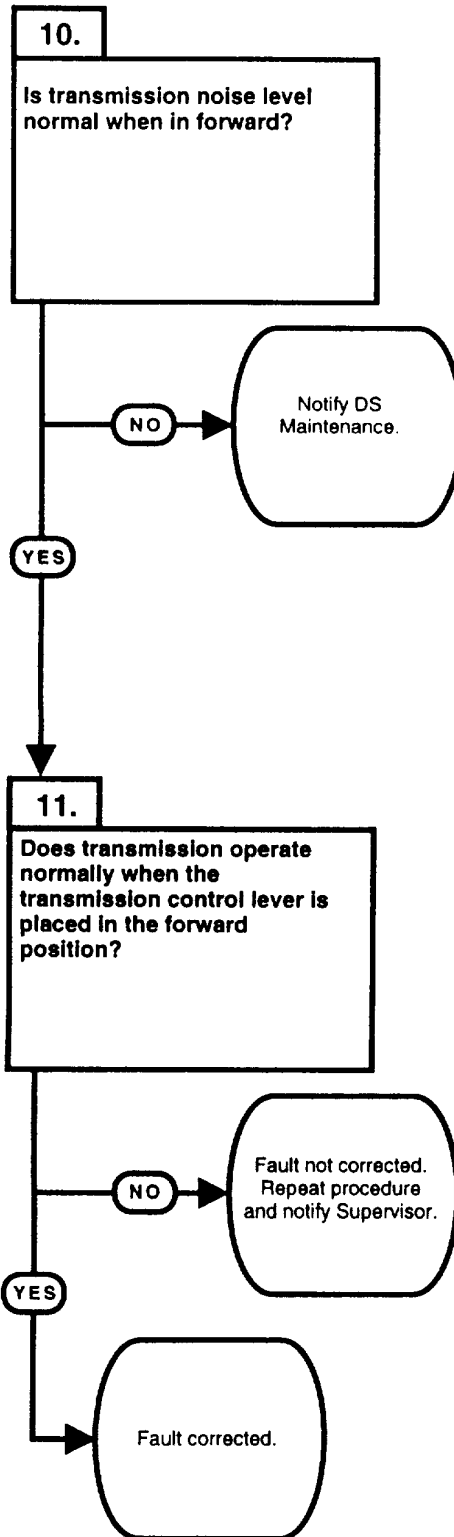 10.
Is transmission noise level
normal when in forward?
NO
Notify DS
Maintenance.
YES
11.
Does transmission operate
normally when the
transmission control lever is
placed in the forward
position?
NO
Fault not corrected.
Repeat procedure
and notify Supervisor.
YES
Fault corrected.